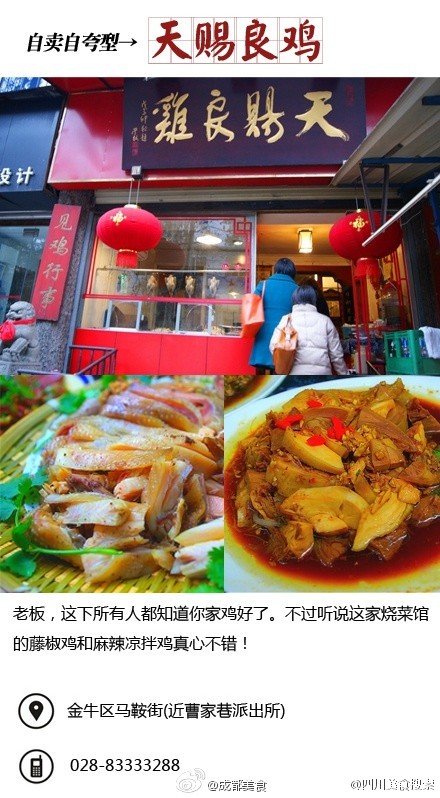 自卖自夸型→ 天赐良鸡
天赐良雞
设计
见鸡行事
老板，这下所有人都知道你家鸡好了。不过听说这家烧菜馆
的藤椒鸡和麻辣凉拌鸡真心不错！
金牛区马鞍街(近曹家巷派出所)
028-83333288
@成都美食
@四川美食搜索